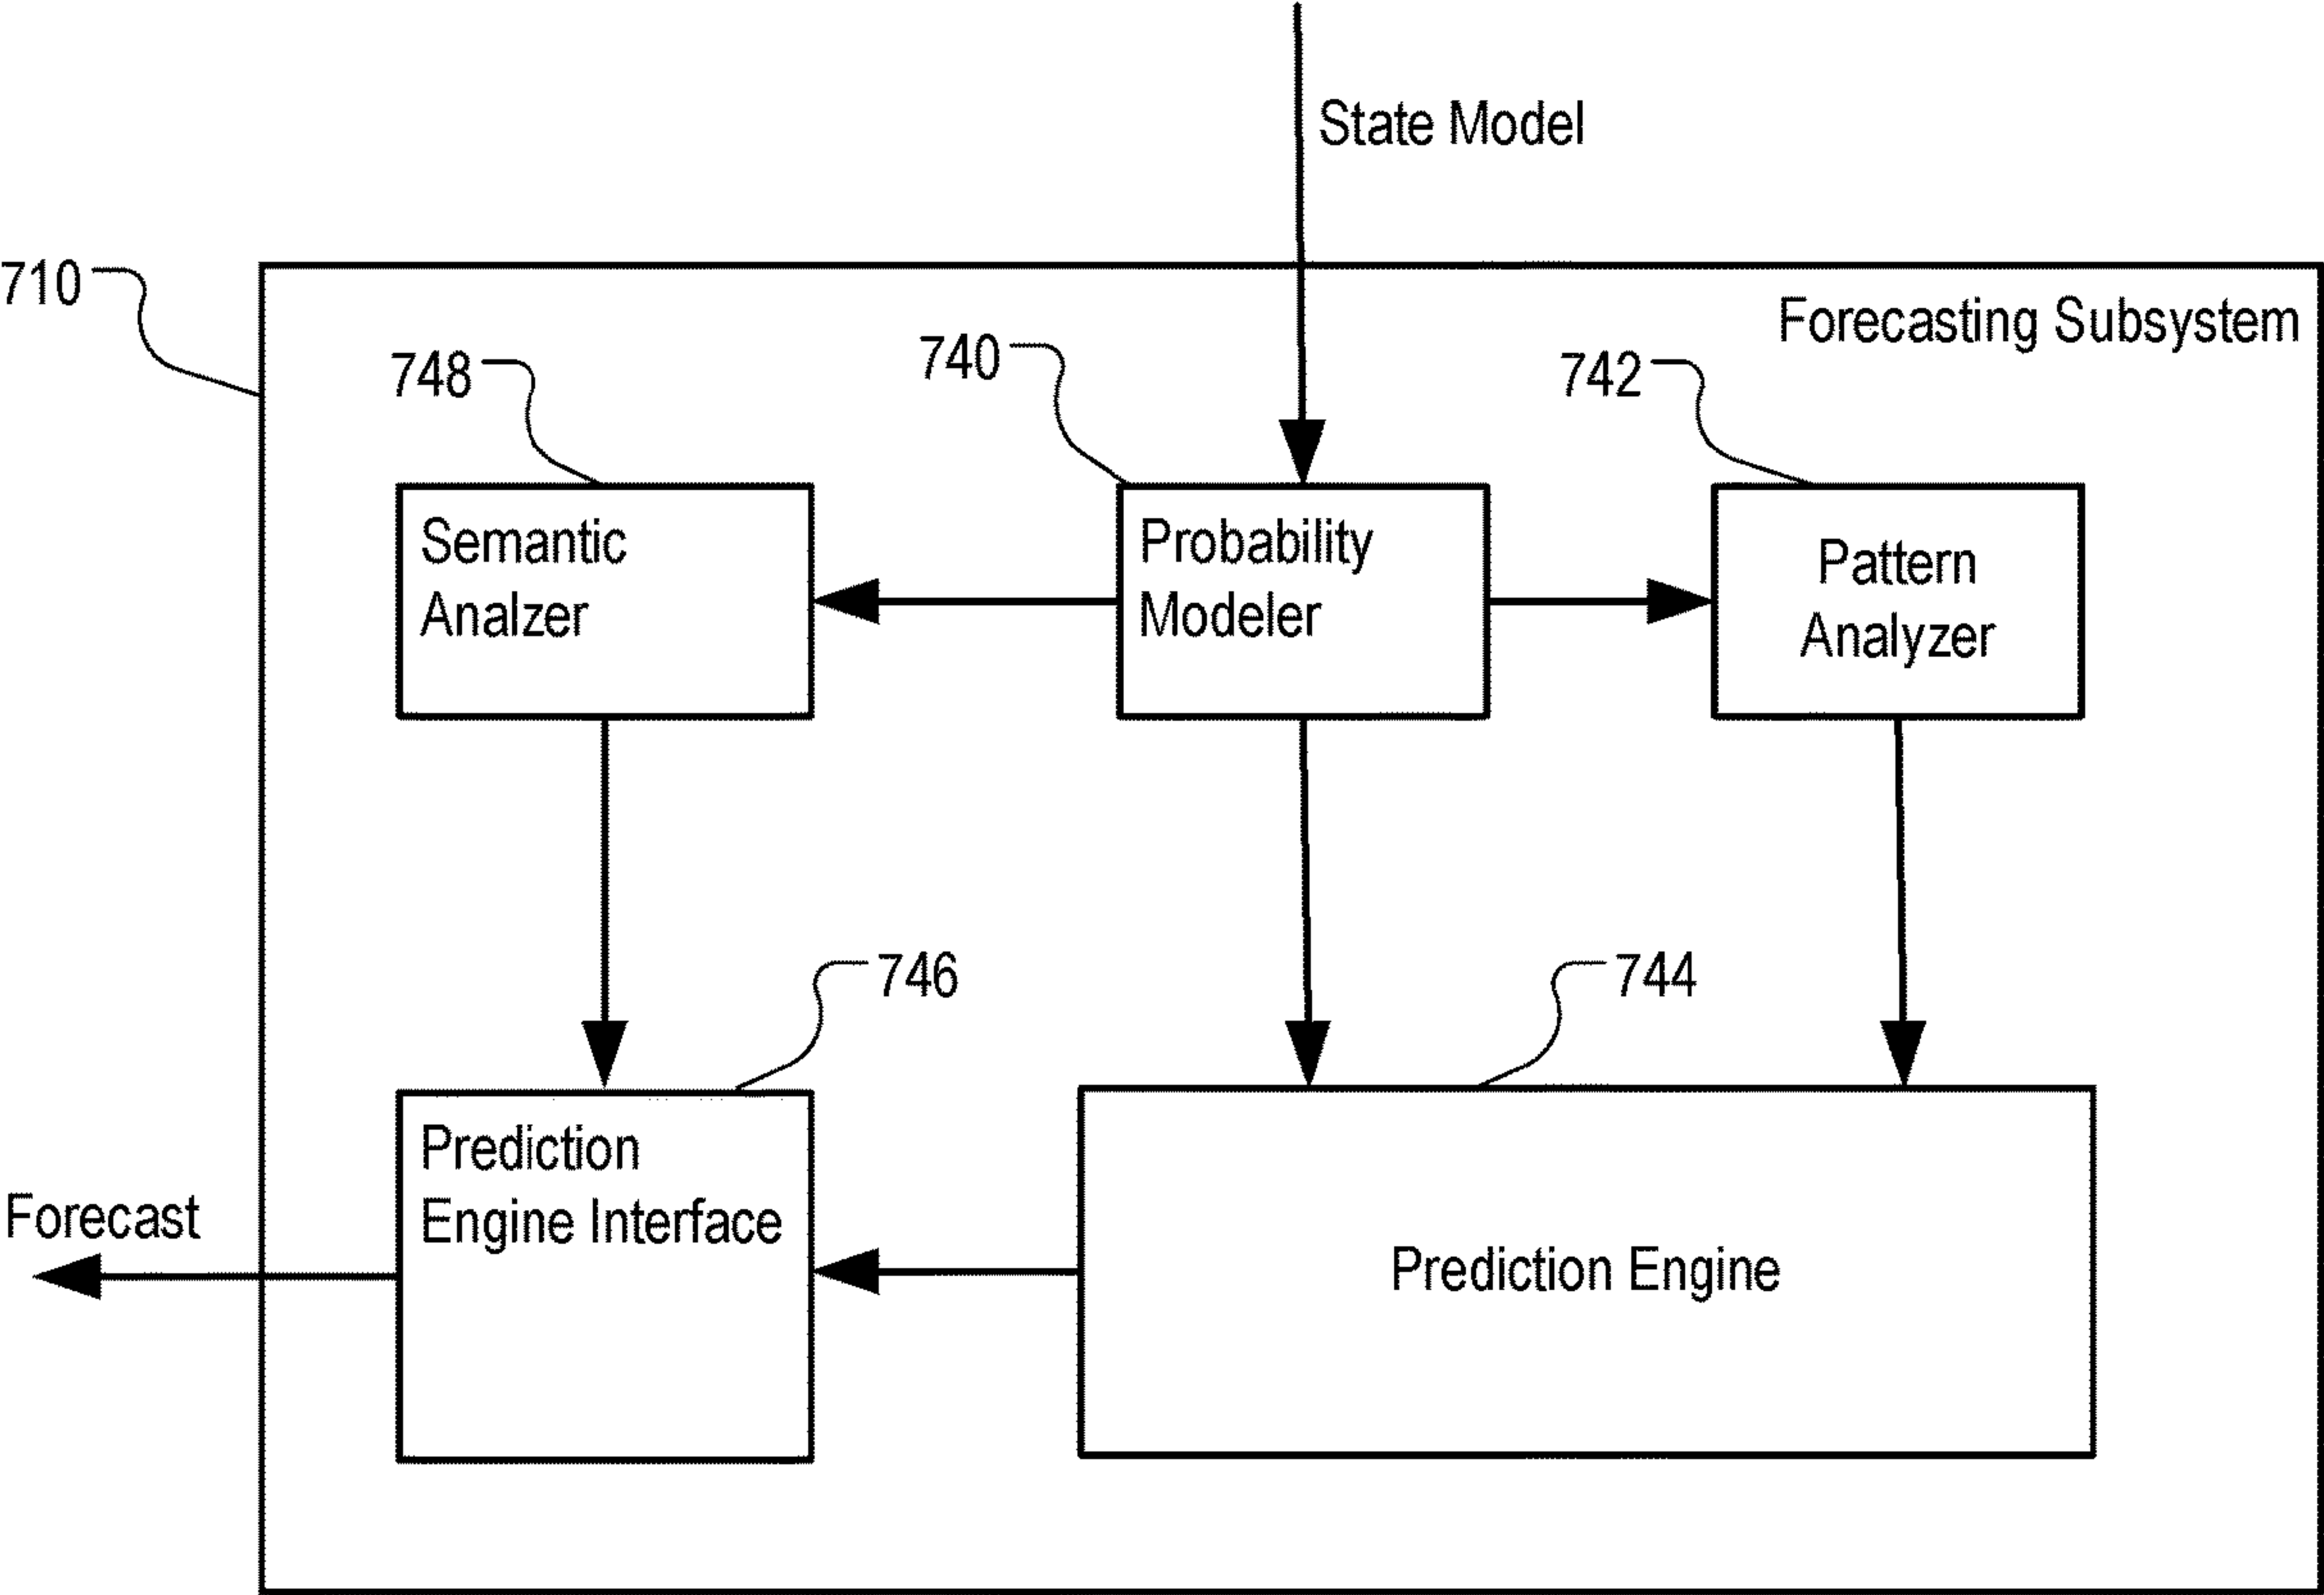 State Model
710
Forecasting Subsystem
748
740
742
Semantic
Analzer
Probability
Modeler
Pattern
Analyzer
746
744
Prediction
Engine Interface
Forecast
Prediction Engine